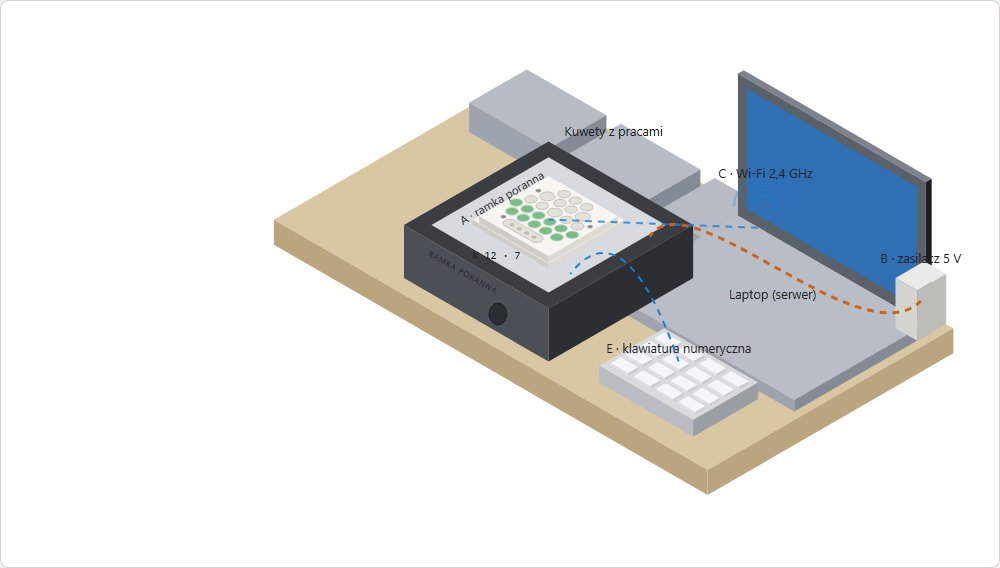 Kuwety z pracami
C · Wi-Fi 2,4 GHz
A · ramka poranna
12 · 7
RAMKA PORANNA
B · zasilacz 5 V
Laptop (serwer)
E · klawiatura numeryczna